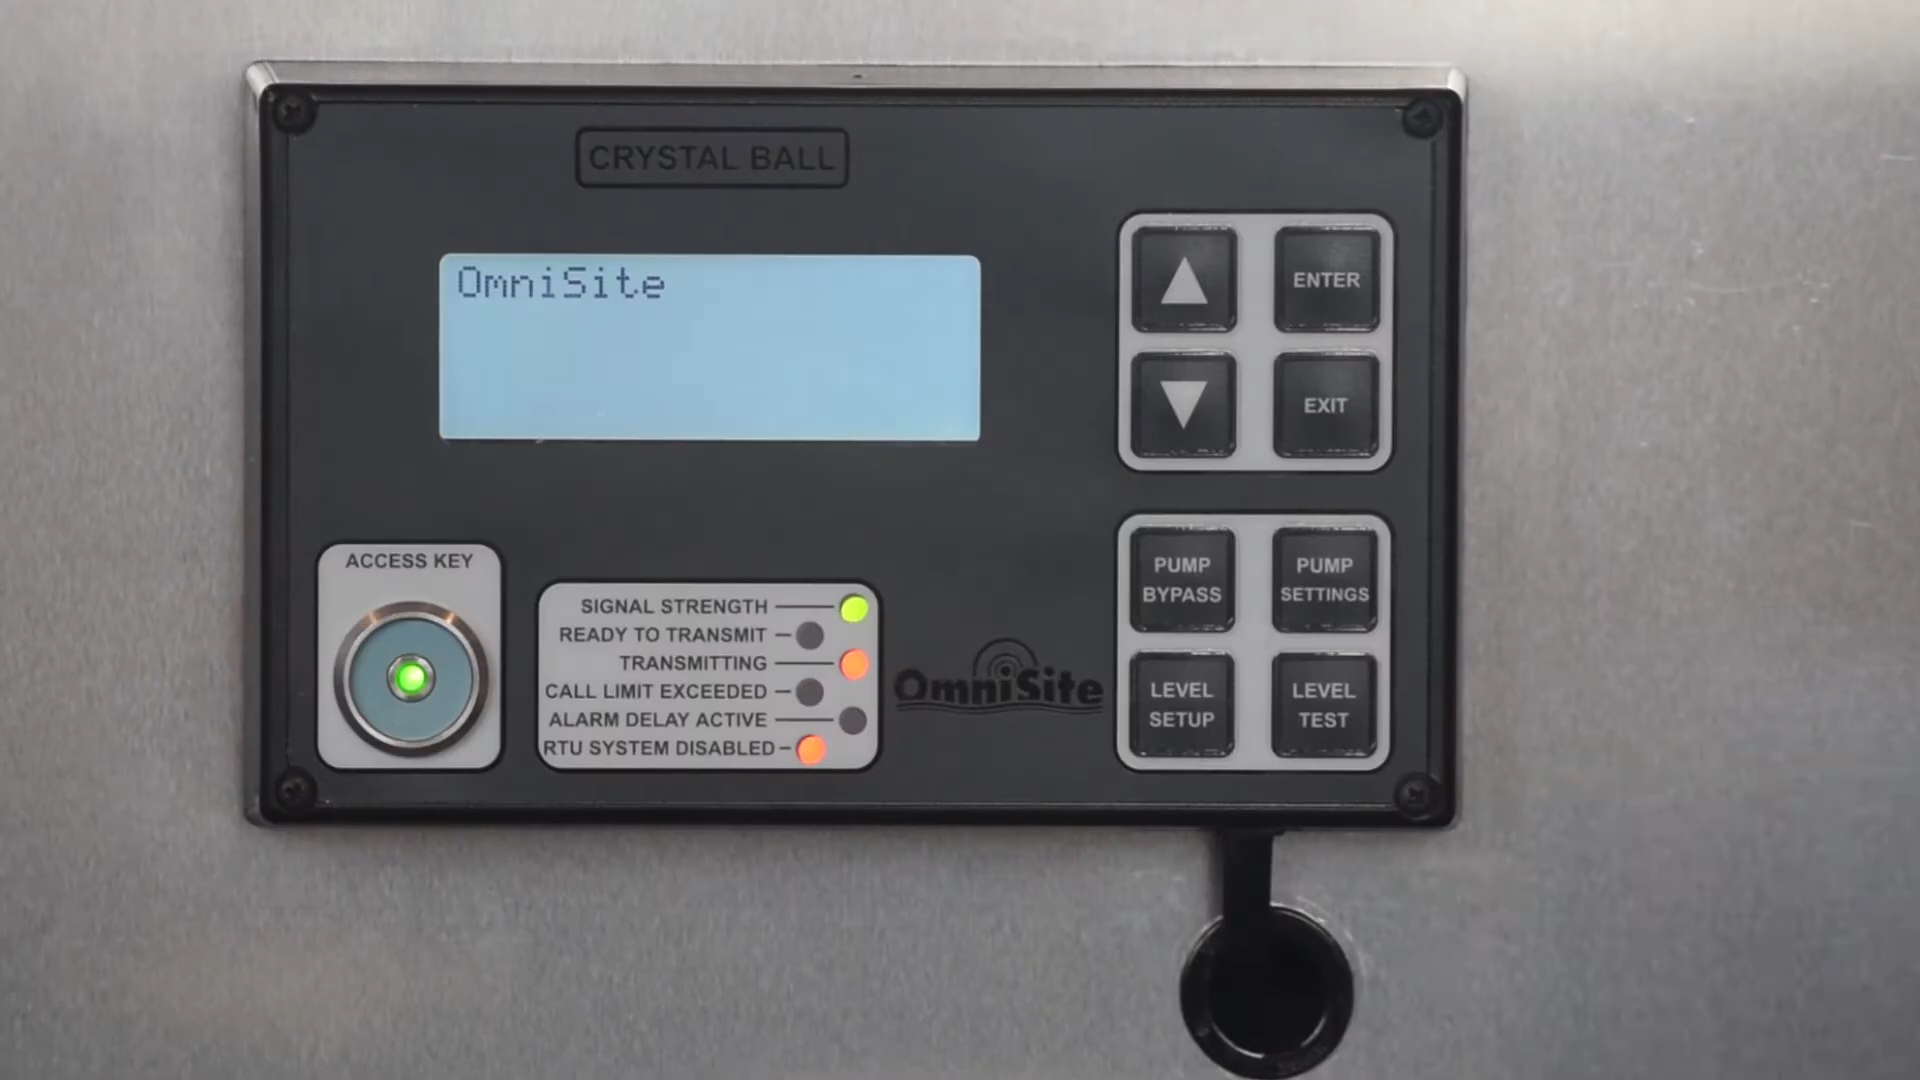 CRYSTAL BALL
OmniSite
ENTER
EXIT
ACCESS KEY
SIGNAL STRENGTH
READY TO TRANSMIT
TRANSMITTING
CALL LIMIT EXCEEDED
ALARM DELAY ACTIVE
RTU SYSTEM DISABLED
OmniSite
PUMP
BYPASS
PUMP
SETTINGS
LEVEL
SETUP
LEVEL
TEST